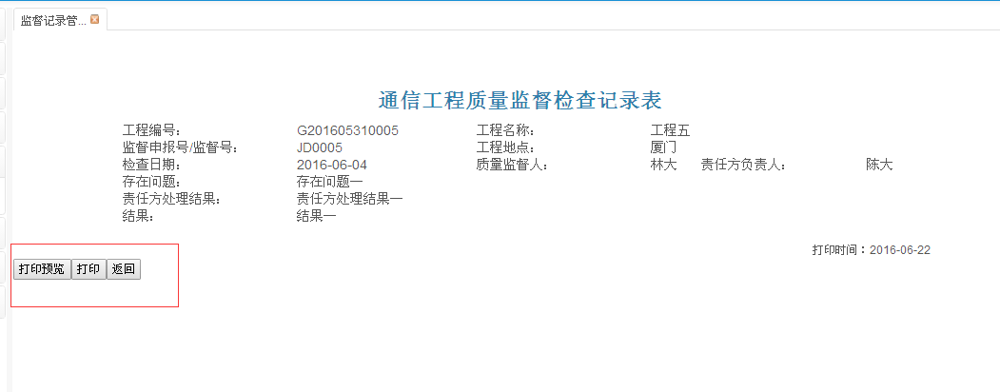 监督记录管...
通信工程质量监督检查记录表
工程编号： G201605310005 工程名称： 工程五
监督申报号/监督号： JD0005 工程地点： 厦门
检查日期： 2016-06-04 质量监督人： 林大 责任方负责人： 陈大
存在问题： 存在问题一
责任方处理结果： 责任方处理结果一
结果： 结果一
打印时间：2016-06-22
打印预览 打印 返回